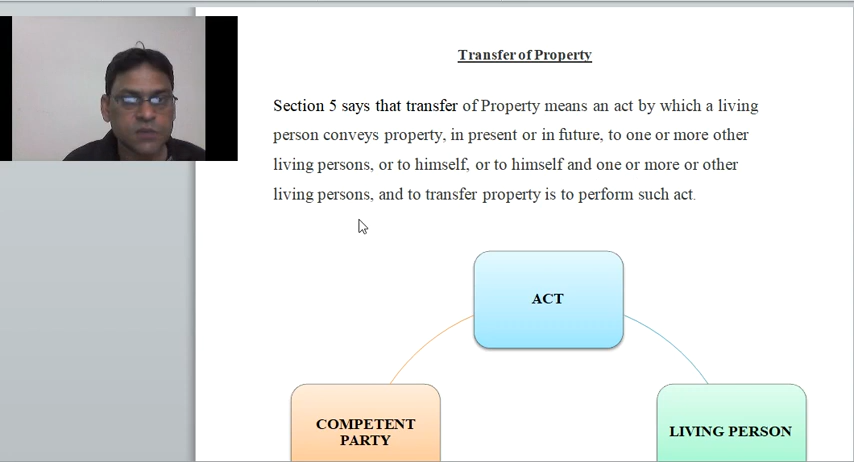 Transfer of Property
Section 5 says that transfer of Property means an act by which a living
person conveys property, in present or in future, to one or more other
living persons, or to himself, or to himself and one or more or other
living persons, and to transfer property is to perform such act.
ACT
COMPETENT
PARTY
LIVING PERSON